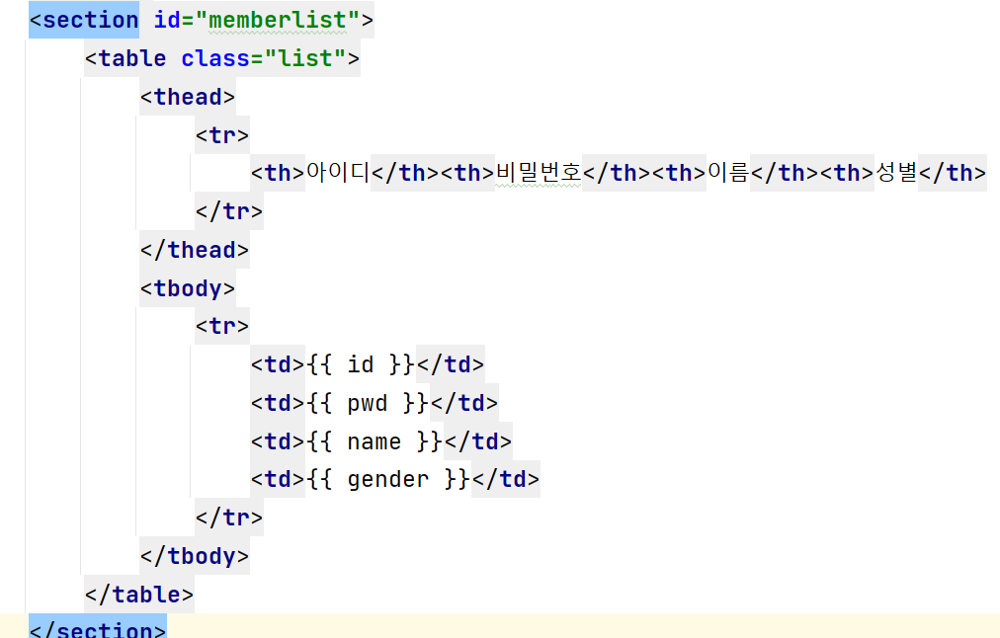 <section id="memberlist">
<table class="list">
<thead>
<tr>
<th>아이디</th><th>비밀번호</th><th>이름</th><th>성별</th>
</tr>
</thead>
<tbody>
<tr>
<td>{{ id }}</td>
<td>{{ pwd }}</td>
<td>{{ name }}</td>
<td>{{ gender }}</td>
</tr>
</tbody>
</table>
</section>